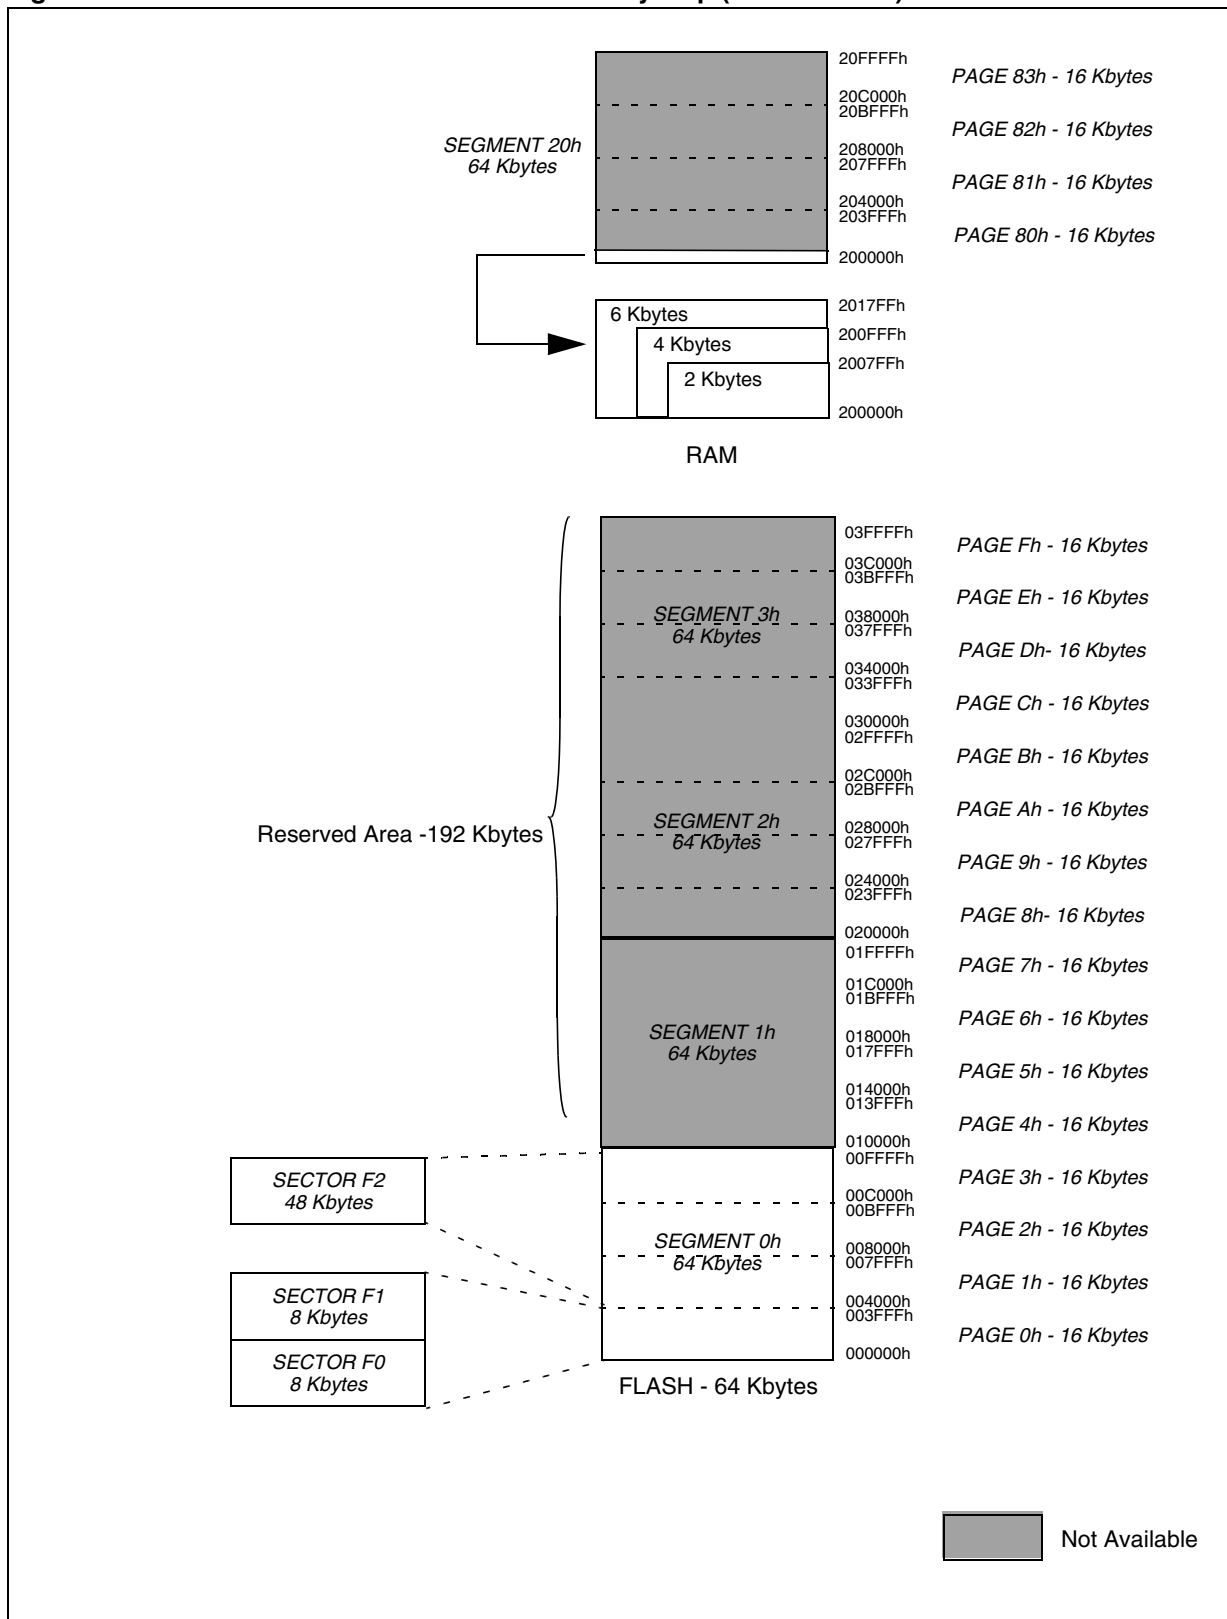 20FFFFh
PAGE 83h - 16 Kbytes
20C000h
20BFFFh
PAGE 82h - 16 Kbytes
SEGMENT 20h
64 Kbytes
208000h
207FFFh
PAGE 81h - 16 Kbytes
204000h
203FFFh
PAGE 80h - 16 Kbytes
200000h
6 Kbytes
2017FFh
4 Kbytes
200FFFh
2 Kbytes
2007FFh
200000h
RAM
03FFFFh
PAGE Fh - 16 Kbytes
03C000h
03BFFFh
PAGE Eh - 16 Kbytes
SEGMENT 3h
64 Kbytes
038000h
037FFFh
PAGE Dh- 16 Kbytes
034000h
033FFFh
PAGE Ch - 16 Kbytes
030000h
02FFFFh
PAGE Bh - 16 Kbytes
02C000h
02BFFFh
PAGE Ah - 16 Kbytes
Reserved Area -192 Kbytes
SEGMENT 2h
64 Kbytes
028000h
027FFFh
PAGE 9h - 16 Kbytes
024000h
023FFFh
PAGE 8h- 16 Kbytes
020000h
01FFFFh
PAGE 7h - 16 Kbytes
01C000h
01BFFFh
PAGE 6h - 16 Kbytes
SEGMENT 1h
64 Kbytes
018000h
017FFFh
PAGE 5h - 16 Kbytes
014000h
013FFFh
PAGE 4h - 16 Kbytes
010000h
00FFFFh
PAGE 3h - 16 Kbytes
SECTOR F2
48 Kbytes
00C000h
00BFFFh
PAGE 2h - 16 Kbytes
SEGMENT 0h
64 Kbytes
008000h
007FFFh
PAGE 1h - 16 Kbytes
SECTOR F1
8 Kbytes
004000h
003FFFh
PAGE 0h - 16 Kbytes
SECTOR F0
8 Kbytes
000000h
FLASH - 64 Kbytes
Not Available